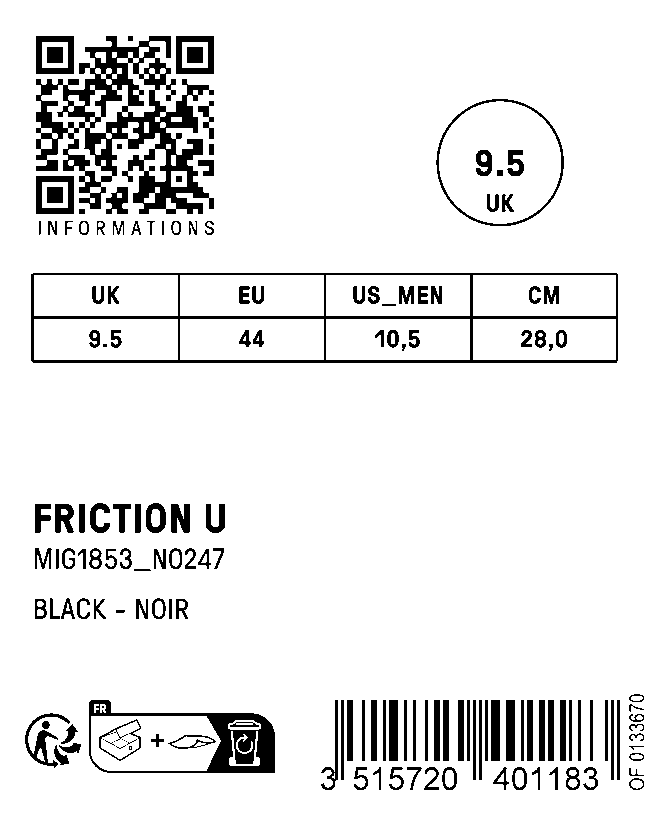 INFORMATIONS
9.5
UK
UK EU US_MEN CM
9.5 44 10,5 28,0
FRICTION U
MIG1853_N0247
BLACK - NOIR
FR
3 515720 401183
OF 0133670